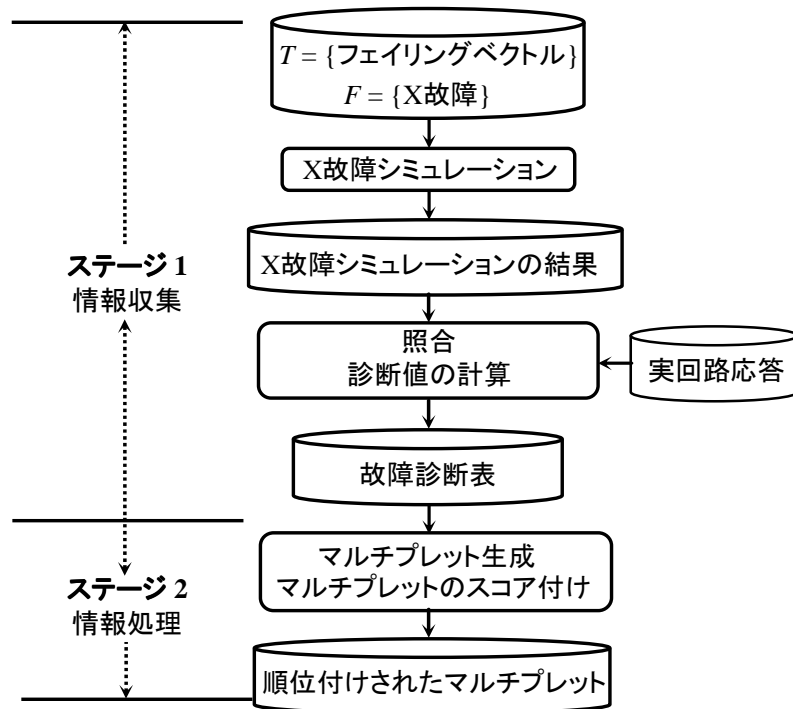 T = {フェイリングベクトル}
F = {X故障}
X故障シミュレーション
X故障シミュレーションの結果
ステージ 1
情報収集
照合
診断値の計算
実回路応答
故障診断表
マルチプレット生成
マルチプレットのスコア付け
ステージ 2
情報処理
順位付けされたマルチプレット